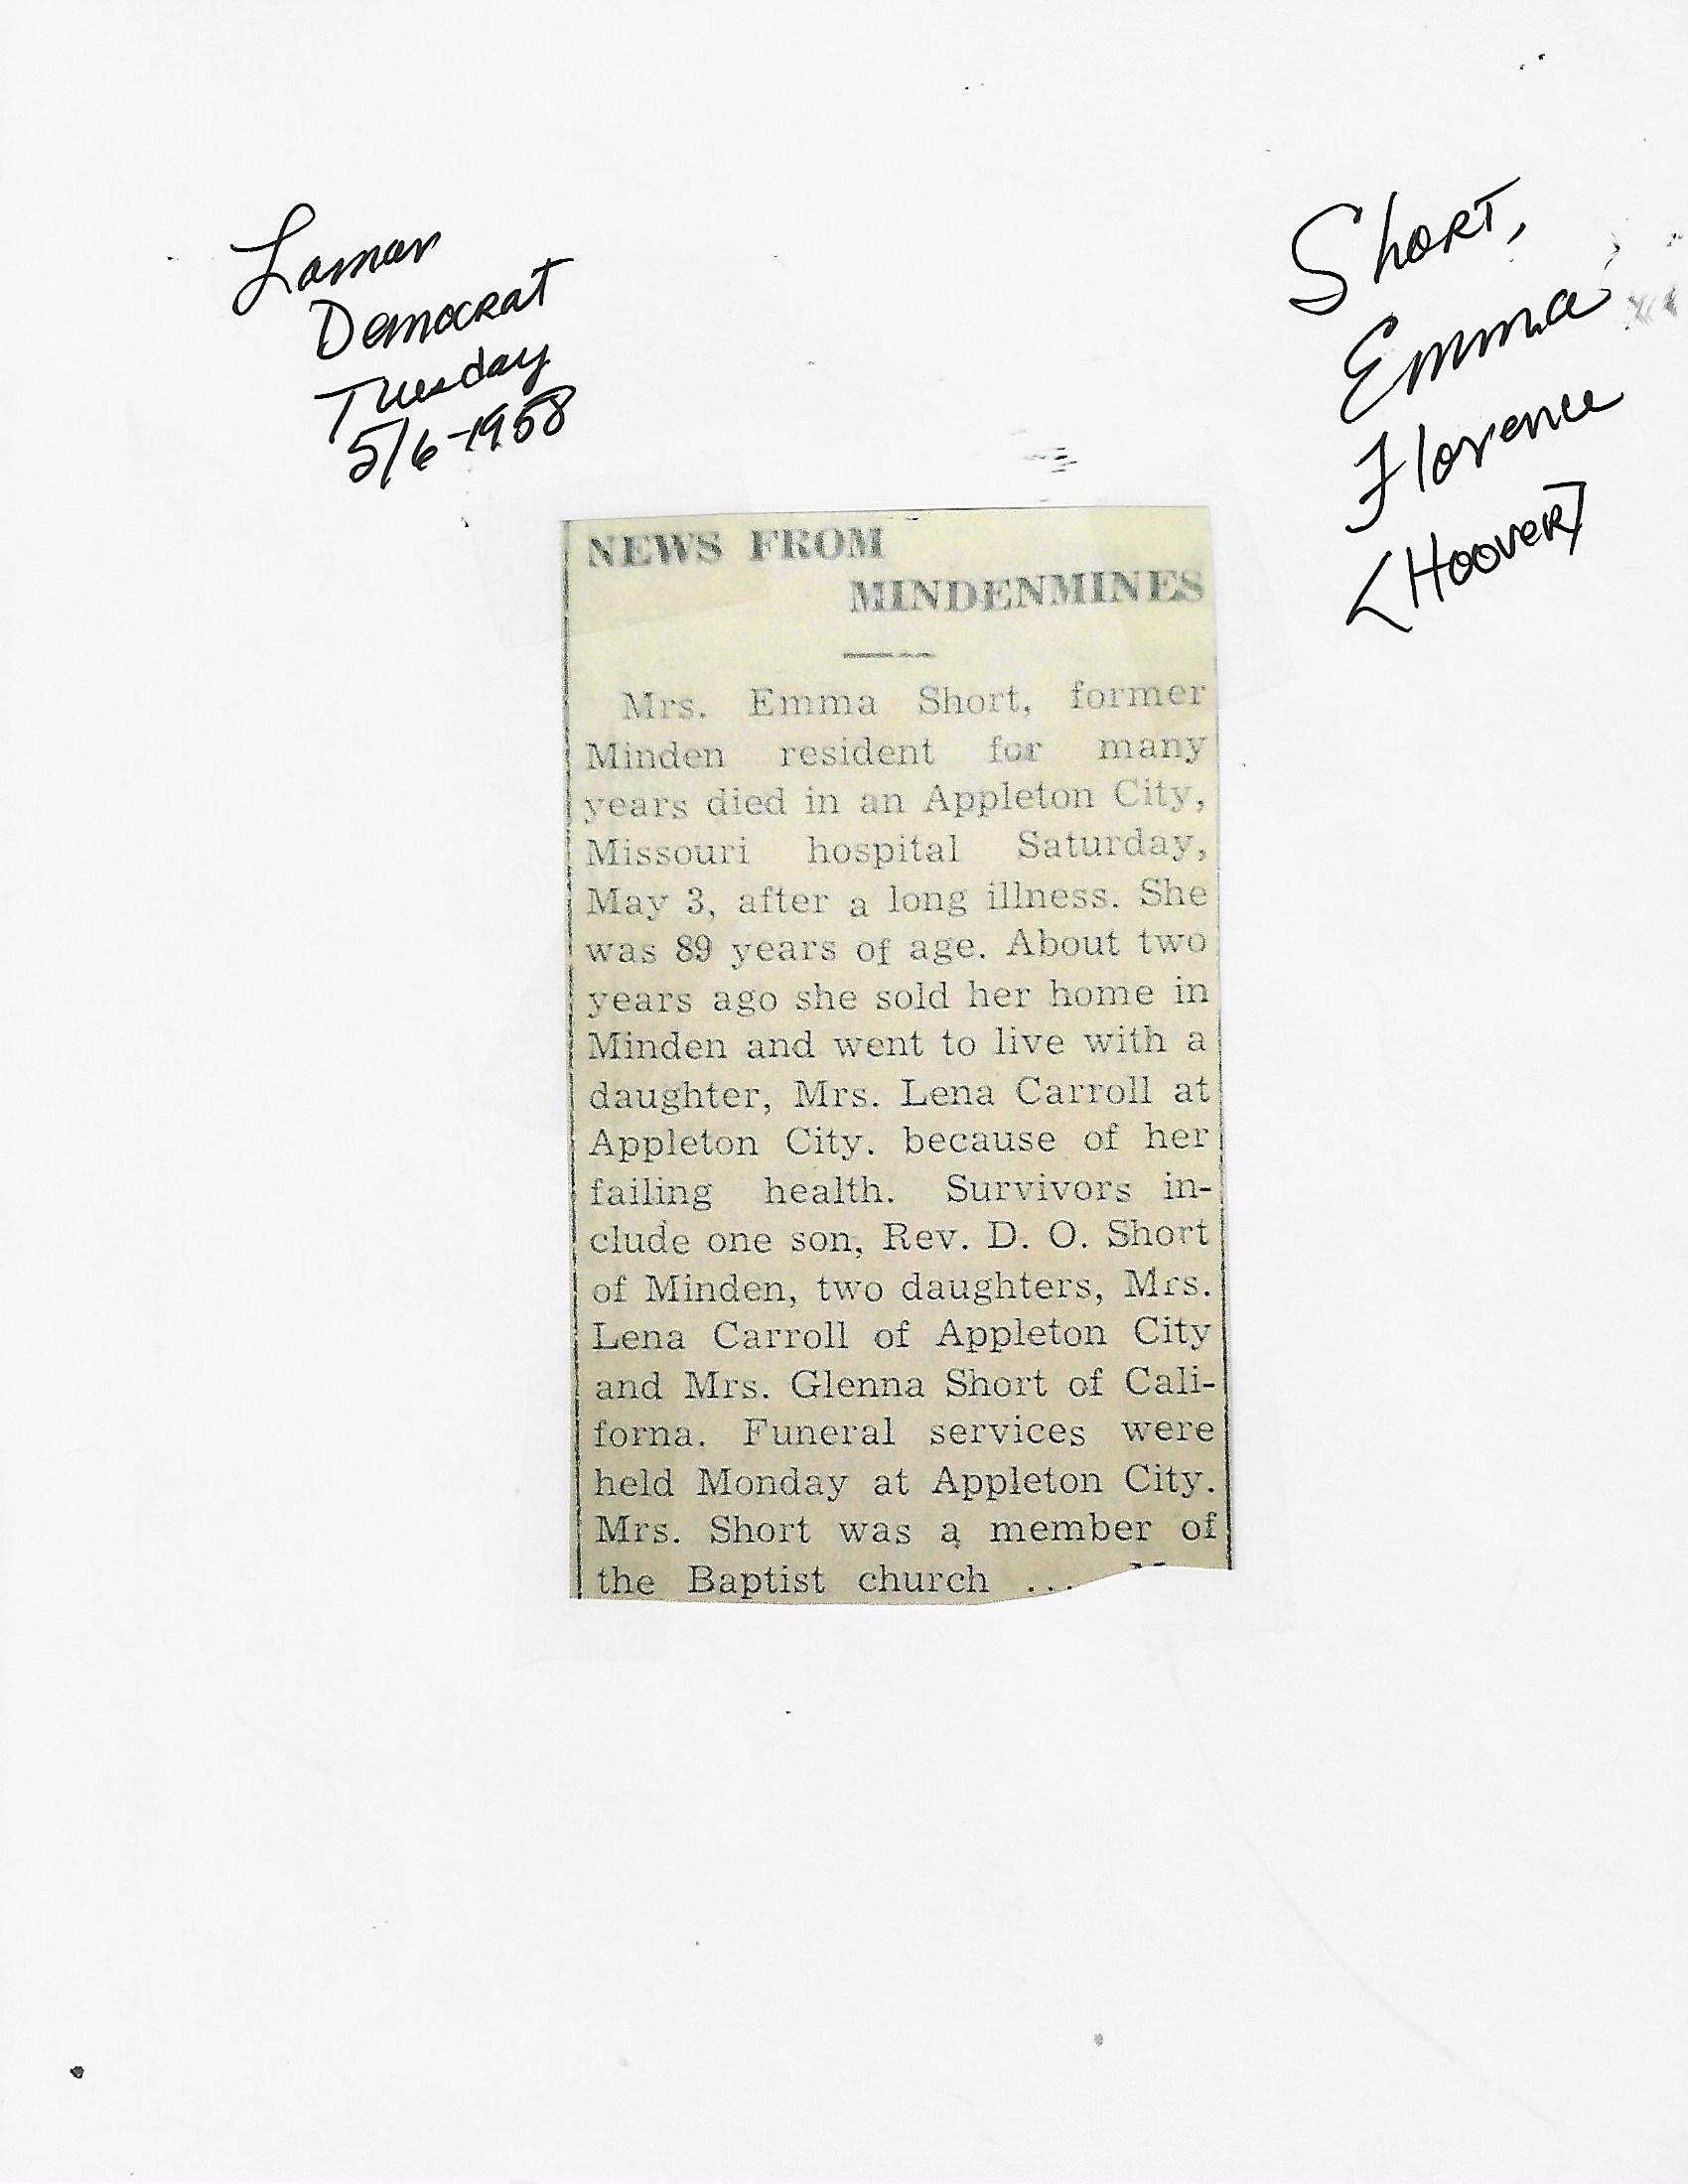 Lamar
Democrat
Tuesday
5/6-1958
Short,
Emma
Florence
<Hoover>
NEWS FROM
MINDENMINES
Mrs. Emma Short, former
Minden resident for many
years died in an Appleton City,
Missouri hospital Saturday,
May 3, after a long illness. She
was 89 years of age. About two
years ago she sold her home in
Minden and went to live with a
daughter, Mrs. Lena Carroll at
Appleton City. because of her
failing health. Survivors in-
clude one son, Rev. D. O. Short
of Minden, two daughters, Mrs.
Lena Carroll of Appleton City
and Mrs. Glenna Short of Cali-
forna. Funeral services were
held Monday at Appleton City.
Mrs. Short was a member of
the Baptist church ...